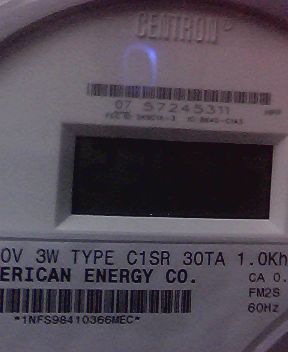 CENTRON
07 57245311
0V 3W TYPE C1SR 30TA 1.0Kh
ERICAN ENERGY CO.
CA 0.
FM2S
60Hz
*1NFS98410366MEC*